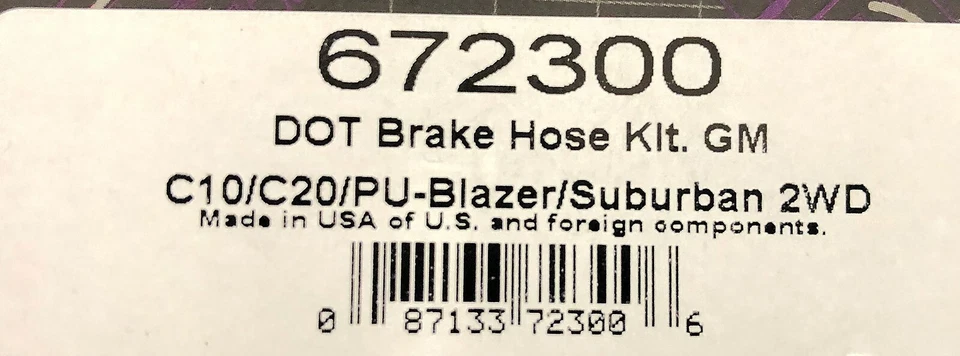 672300
DOT Brake Hose KIt. GM
C10/C20/PU-Blazer/Suburban 2WD
Made in USA of U.S. and foreign components.
0 87133 72300 6